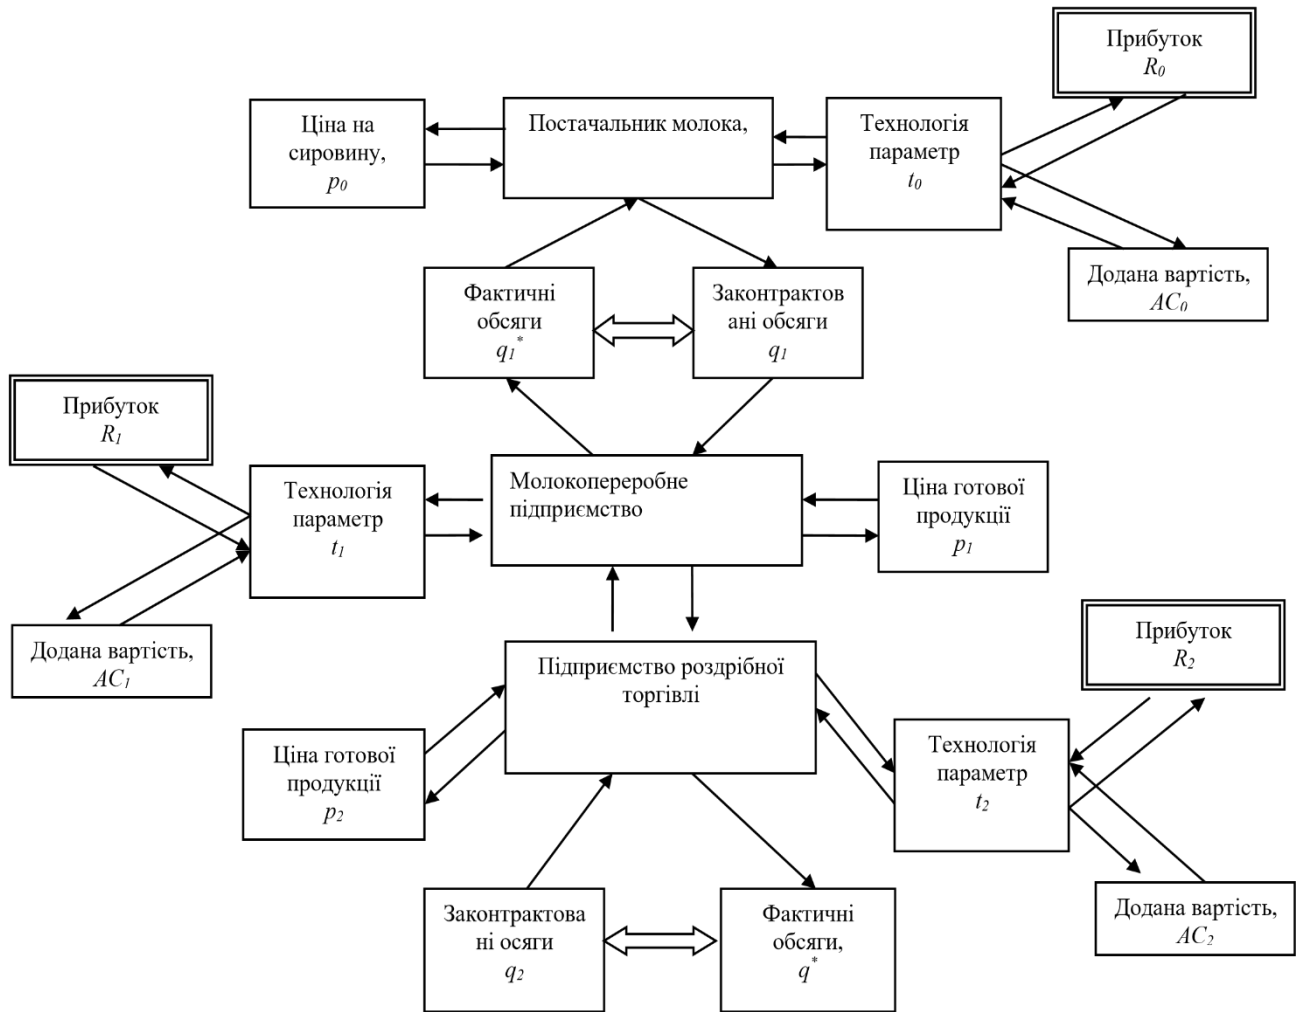 Прибуток
R₀
Ціна на
сировину,
p₀
Постачальник молока,
Технологія
параметр
t₀
Додана вартість,
AC₀
Фактичні
обсяги
q₁*
Законтрактов
ані обсяги
q₁
Прибуток
R₁
Технологія
параметр
t₁
Молокопереробне
підприємство
Ціна готової
продукції
p₁
Додана вартість,
AC₁
Підприємство роздрібної
торгівлі
Прибуток
R₂
Ціна готової
продукції
p₂
Технологія
параметр
t₂
Законтрактова
ні осяги
q₂
Фактичні
обсяги,
q*
Додана вартість,
AC₂